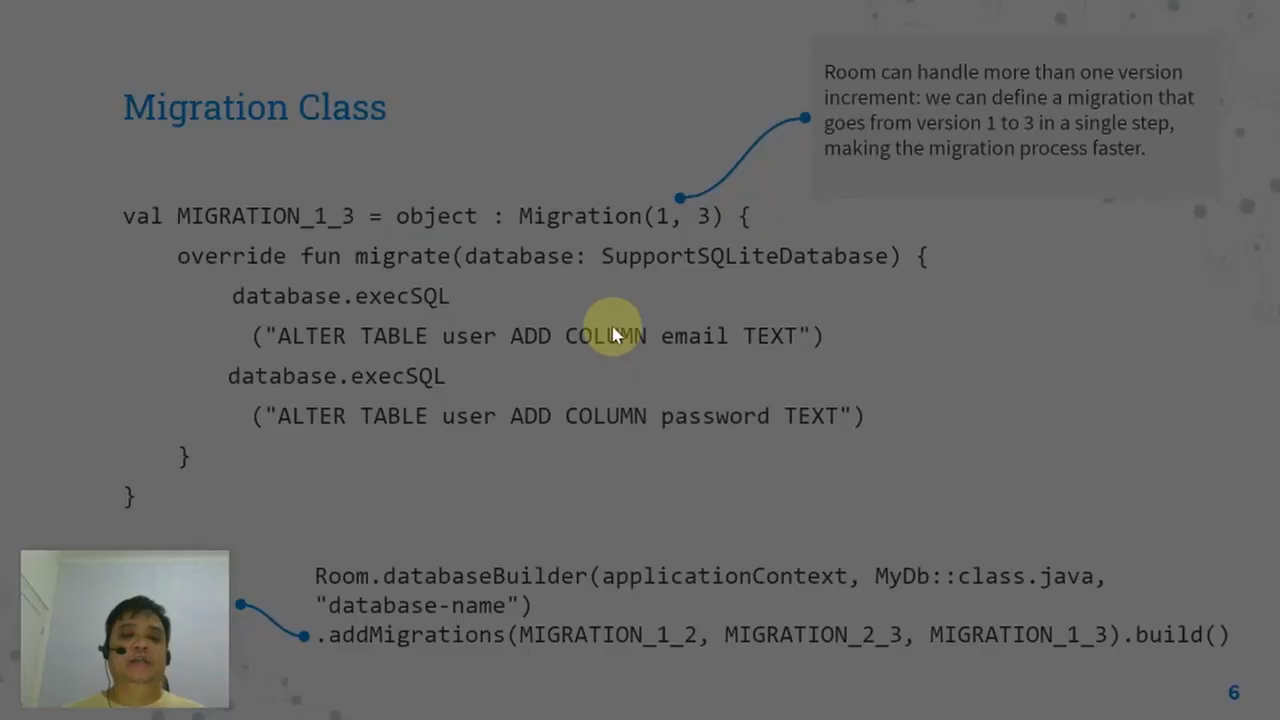 Migration Class
Room can handle more than one version
increment: we can define a migration that
goes from version 1 to 3 in a single step,
making the migration process faster.
val MIGRATION_1_3 = object : Migration(1, 3) {
override fun migrate(database: SupportSQLiteDatabase) {
database.execSQL
("ALTER TABLE user ADD COLUMN email TEXT")
database.execSQL
("ALTER TABLE user ADD COLUMN password TEXT")
}
}
Room.databaseBuilder(applicationContext, MyDb::class.java,
"database-name")
.addMigrations(MIGRATION_1_2, MIGRATION_2_3, MIGRATION_1_3).build()
6